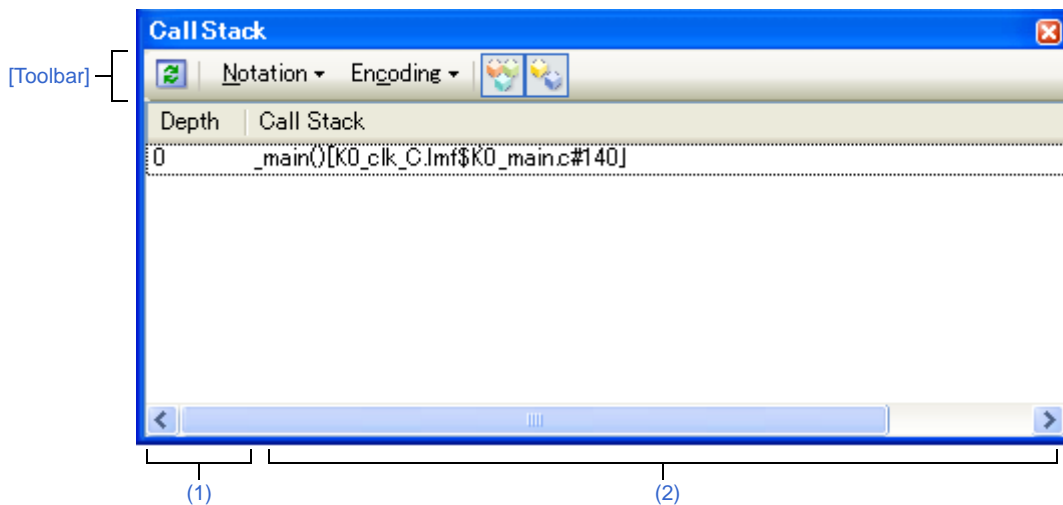 Call Stack
[Toolbar]
Notation Encoding
Depth Call Stack
0 _main()[K0_clk_C.lmf$K0_main.c#140]
(1) (2)